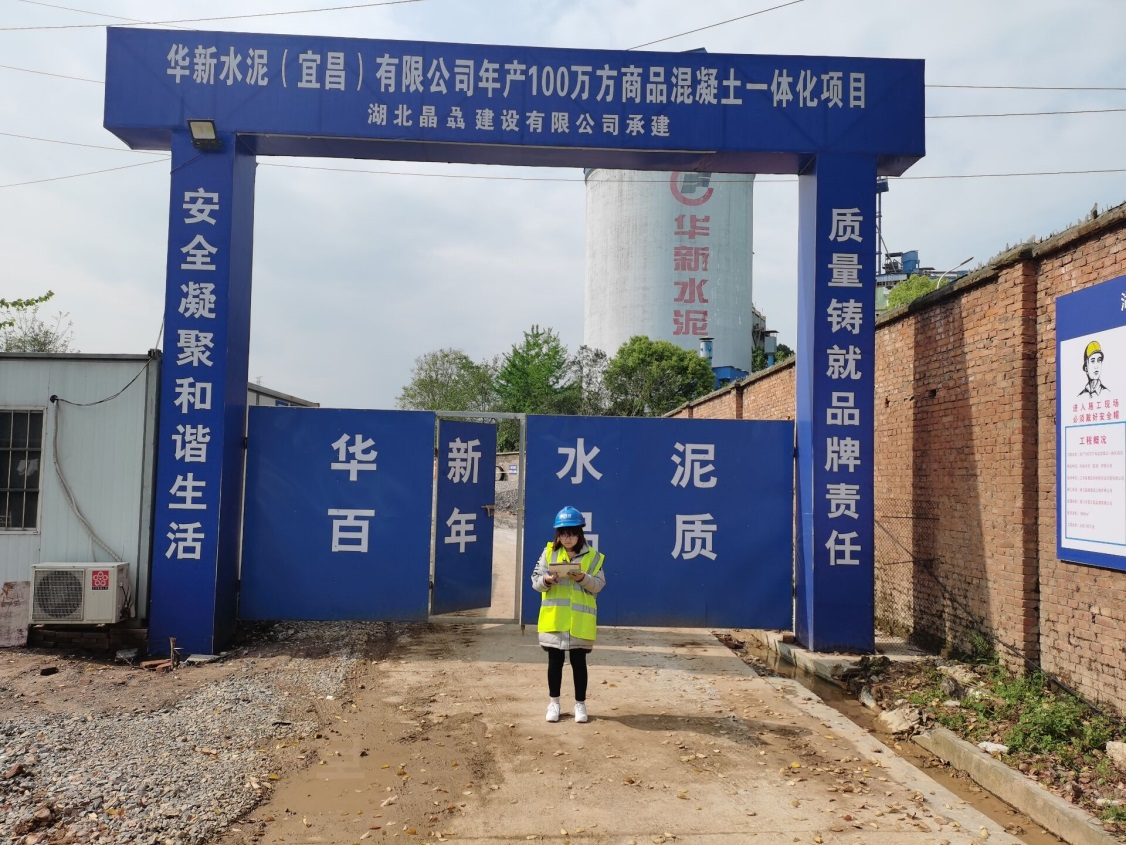 华新水泥（宜昌）有限公司年产100万方商品混凝土一体化项目
湖北晶骉建设有限公司承建
安全凝聚和谐生活
质量铸就品牌责任
华新水泥
华新水泥
百年品质
进入施工现场
必须戴好安全帽
工程概况